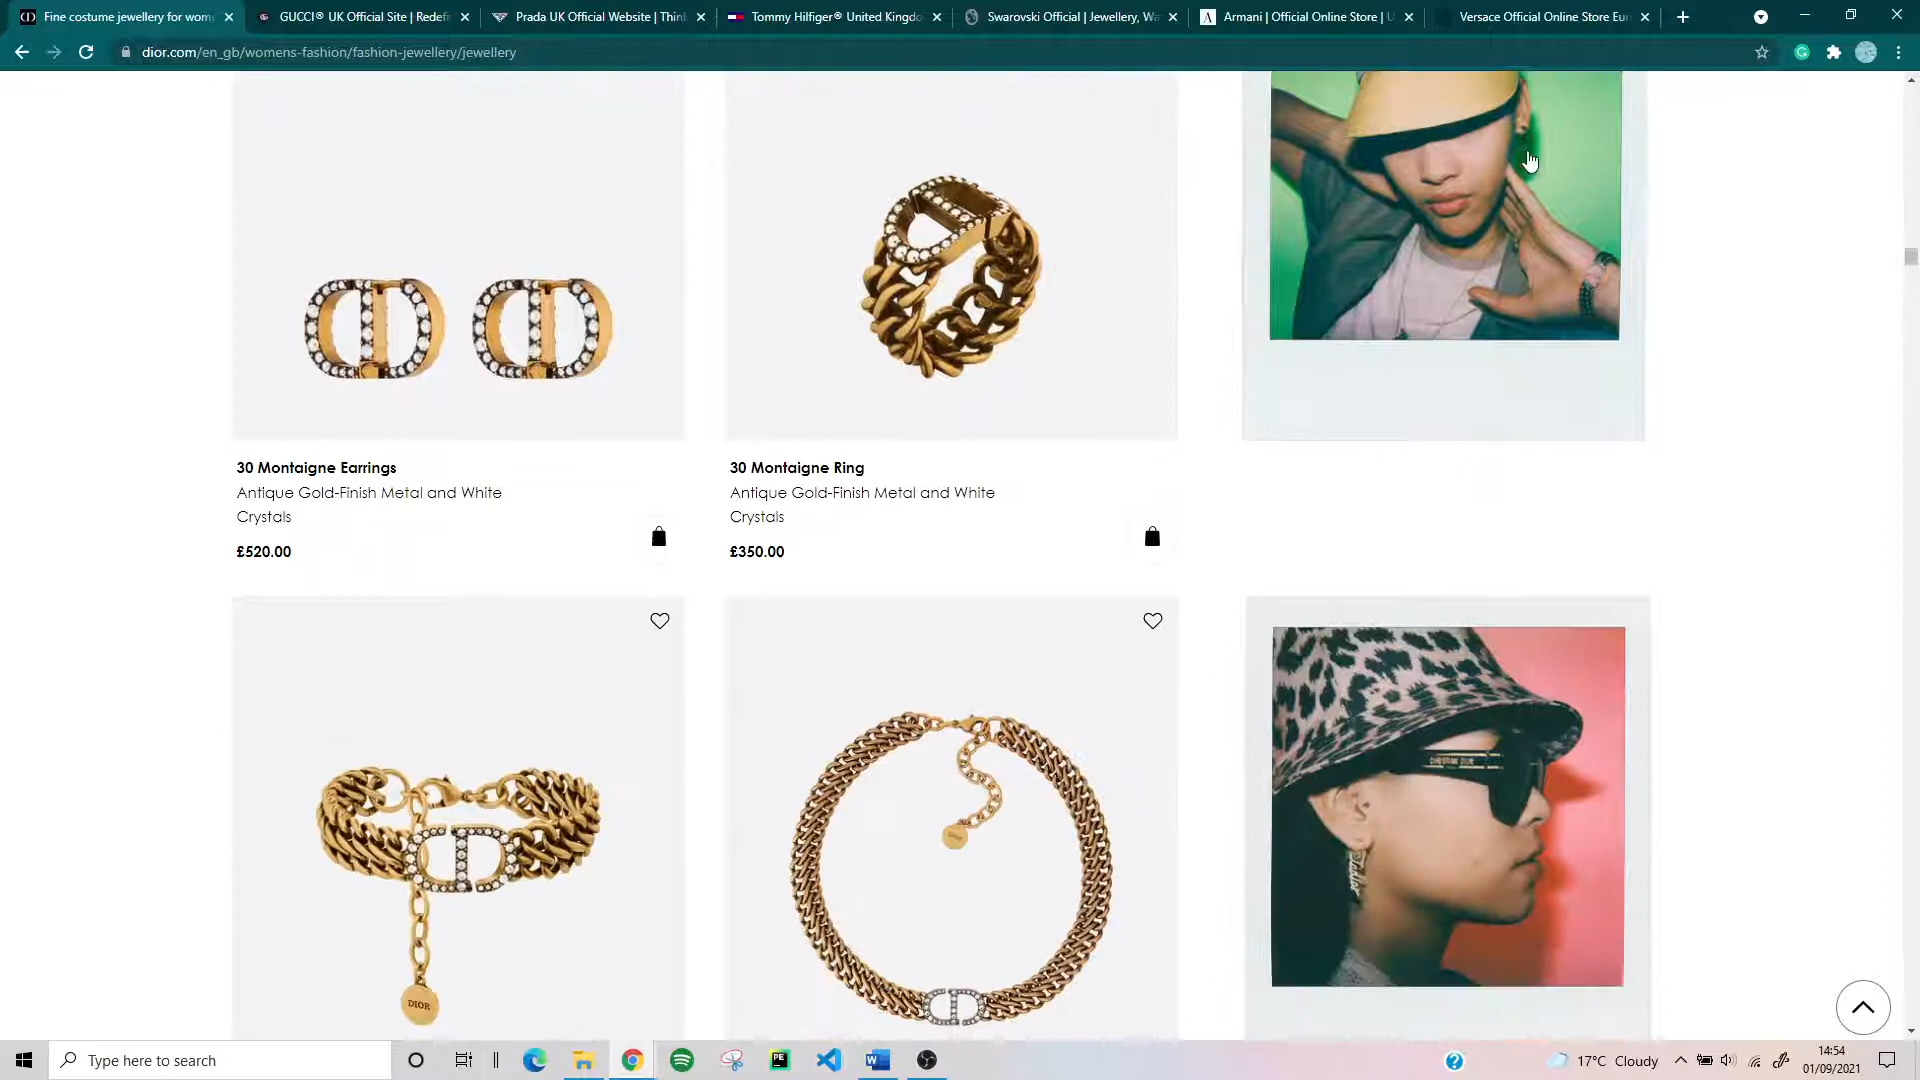 Fine costume jewellery for wom
GUCCI® UK Official Site | Redef
Prada UK Official Website | Thin
Tommy Hilfiger® United Kingdo
Swarovski Official | Jewellery, Wa
Armani | Official Online Store | U
Versace Official Online Store Eur
dior.com/en_gb/womens-fashion/fashion-jewellery/jewellery
30 Montaigne Earrings
Antique Gold-Finish Metal and White
Crystals
£520.00
30 Montaigne Ring
Antique Gold-Finish Metal and White
Crystals
£350.00
DIOR
CHRISTIAN DIOR
Type here to search
17°C Cloudy
14:54
01/09/2021